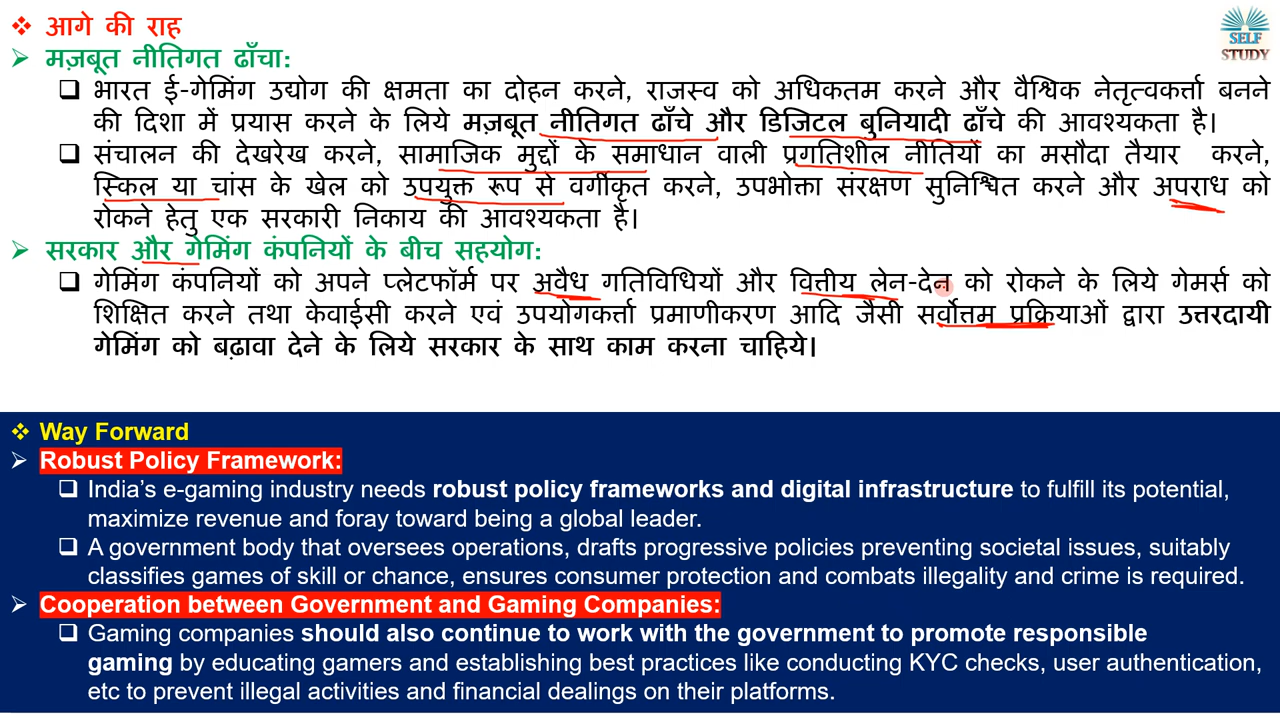 ❖ आगे की राह
SELF
STUDY
➢ मज़बूत नीतिगत ढाँचा:
❑ भारत ई-गेमिंग उद्योग की क्षमता का दोहन करने, राजस्व को अधिकतम करने और वैश्विक नेतृत्वकर्त्ता बनने
की दिशा में प्रयास करने के लिये मज़बूत नीतिगत ढाँचे और डिजिटल बुनियादी ढाँचे की आवश्यकता है।
❑ संचालन की देखरेख करने, सामाजिक मुद्दों के समाधान वाली प्रगतिशील नीतियों का मसौदा तैयार करने,
स्किल या चांस के खेल को उपयुक्त रूप से वर्गीकृत करने, उपभोक्ता संरक्षण सुनिश्चित करने और अपराध को
रोकने हेतु एक सरकारी निकाय की आवश्यकता है।
➢ सरकार और गेमिंग कंपनियों के बीच सहयोग:
❑ गेमिंग कंपनियों को अपने प्लेटफॉर्म पर अवैध गतिविधियों और वित्तीय लेन-देन को रोकने के लिये गेमर्स को
शिक्षित करने तथा केवाईसी करने एवं उपयोगकर्त्ता प्रमाणीकरण आदि जैसी सर्वोत्तम प्रक्रियाओं द्वारा उत्तरदायी
गेमिंग को बढ़ावा देने के लिये सरकार के साथ काम करना चाहिये।
❖ Way Forward
➢ Robust Policy Framework:
❑ India’s e-gaming industry needs robust policy frameworks and digital infrastructure to fulfill its potential,
maximize revenue and foray toward being a global leader.
❑ A government body that oversees operations, drafts progressive policies preventing societal issues, suitably
classifies games of skill or chance, ensures consumer protection and combats illegality and crime is required.
➢ Cooperation between Government and Gaming Companies:
❑ Gaming companies should also continue to work with the government to promote responsible
gaming by educating gamers and establishing best practices like conducting KYC checks, user authentication,
etc to prevent illegal activities and financial dealings on their platforms.